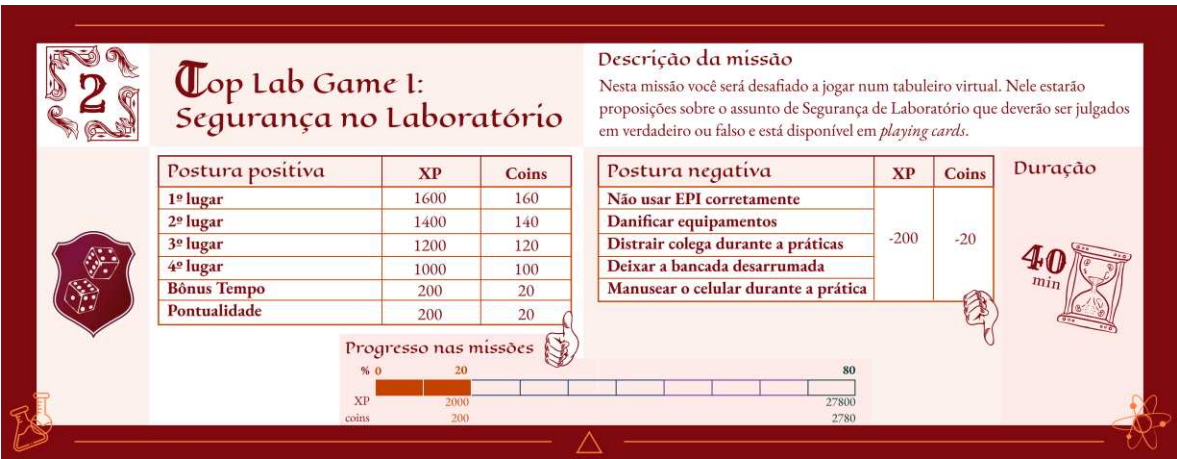 2
Top Lab Game I:
Segurança no Laboratório
Descrição da missão
Nesta missão você será desafiado a jogar num tabuleiro virtual. Nele estarão
proposições sobre o assunto de Segurança de Laboratório que deverão ser julgados
em verdadeiro ou falso e está disponível em playing cards.
Postura positiva XP Coins
1º lugar 1600 160
2º lugar 1400 140
3º lugar 1200 120
4º lugar 1000 100
Bônus Tempo 200 20
Pontualidade 200 20
Postura negativa XP Coins
Não usar EPI corretamente
Danificar equipamentos
Distrair colega durante a práticas -200 -20
Deixar a bancada desarrumada
Manusear o celular durante a prática
Duração
40
min
Progresso nas missões
% 0 20 80
XP 2000 27800
coins 200 2780